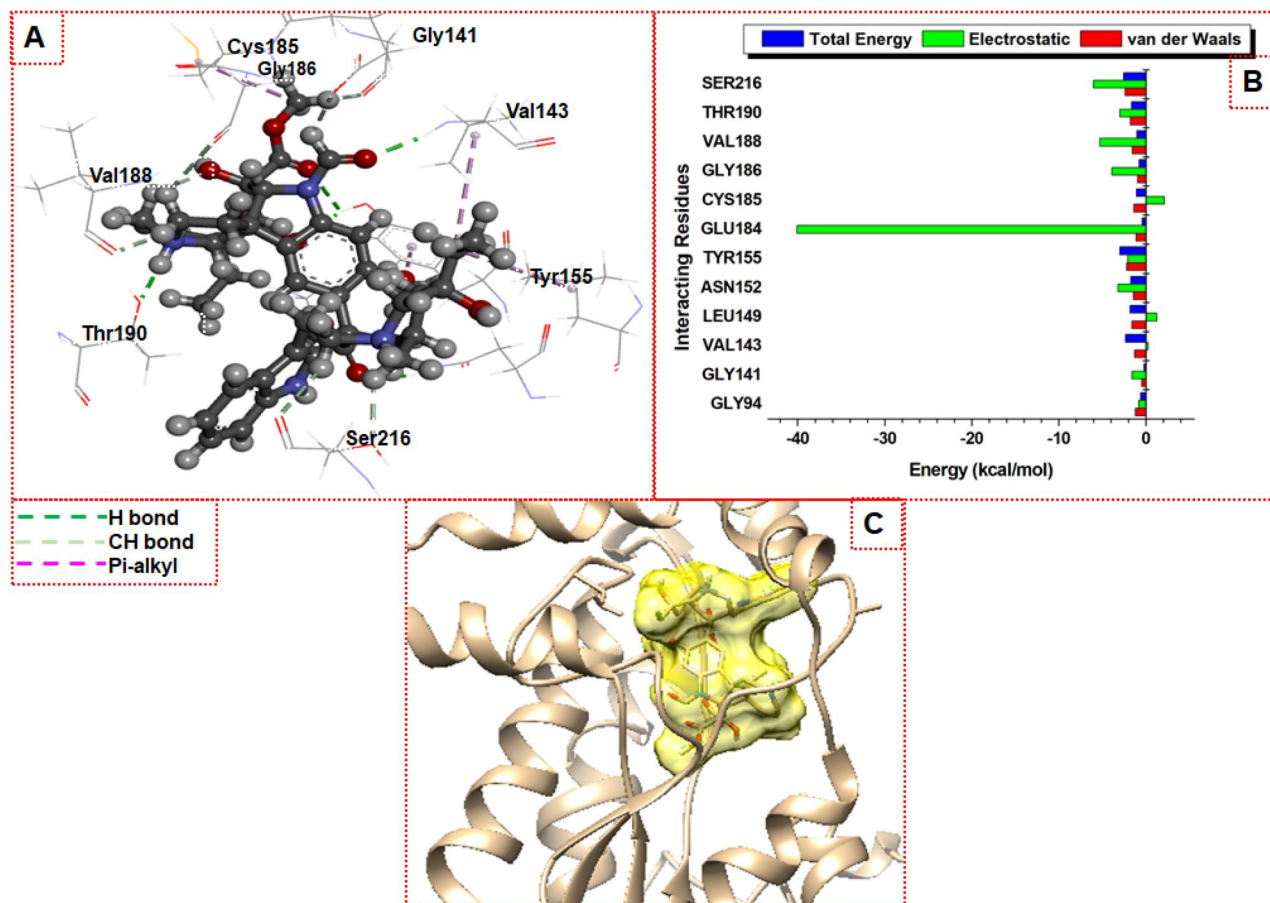 A
Cys185
Gly186
Gly141
Val143
Val188
Tyr155
Thr190
Ser216
H bond
CH bond
Pi-alkyl
B
Total Energy Electrostatic van der Waals
Interacting Residues
SER216
THR190
VAL188
GLY186
CYS185
GLU184
TYR155
ASN152
LEU149
VAL143
GLY141
GLY94
-40 -30 -20 -10 0
Energy (kcal/mol)
C